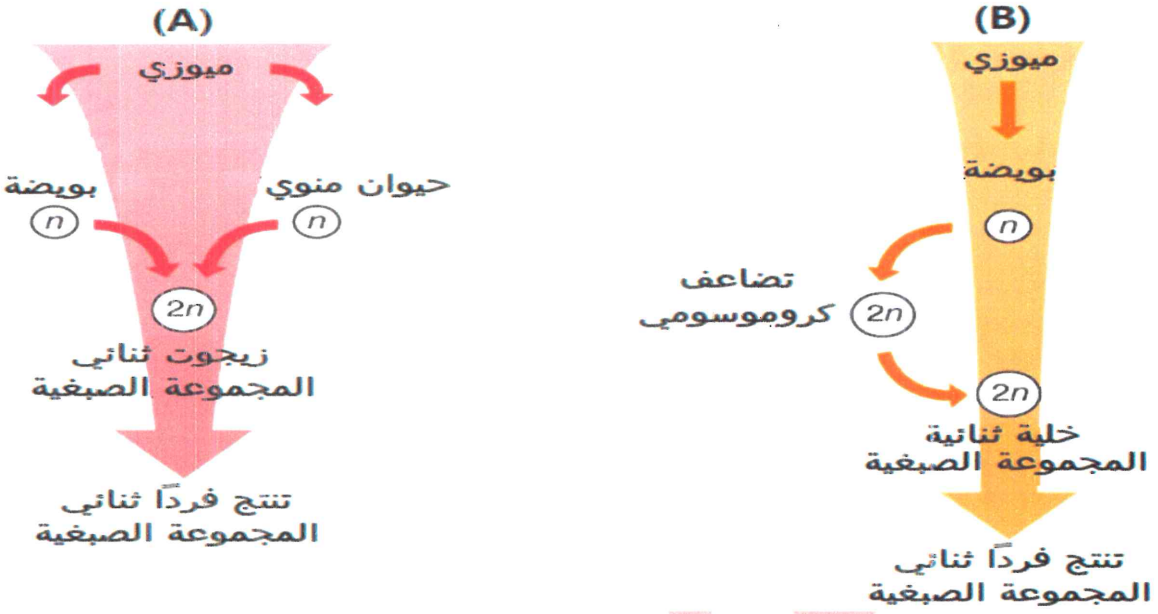 (A)
ميوزي
بويضة
حيوان منوي
n
n
2n
زيجوت ثنائي
المجموعة الصبغية
تنتج فردًا ثنائي
المجموعة الصبغية
(B)
ميوزي
بويضة
n
تضاعف
كروموسومي
2n
2n
خلية ثنائية
المجموعة الصبغية
تنتج فردًا ثنائي
المجموعة الصبغية